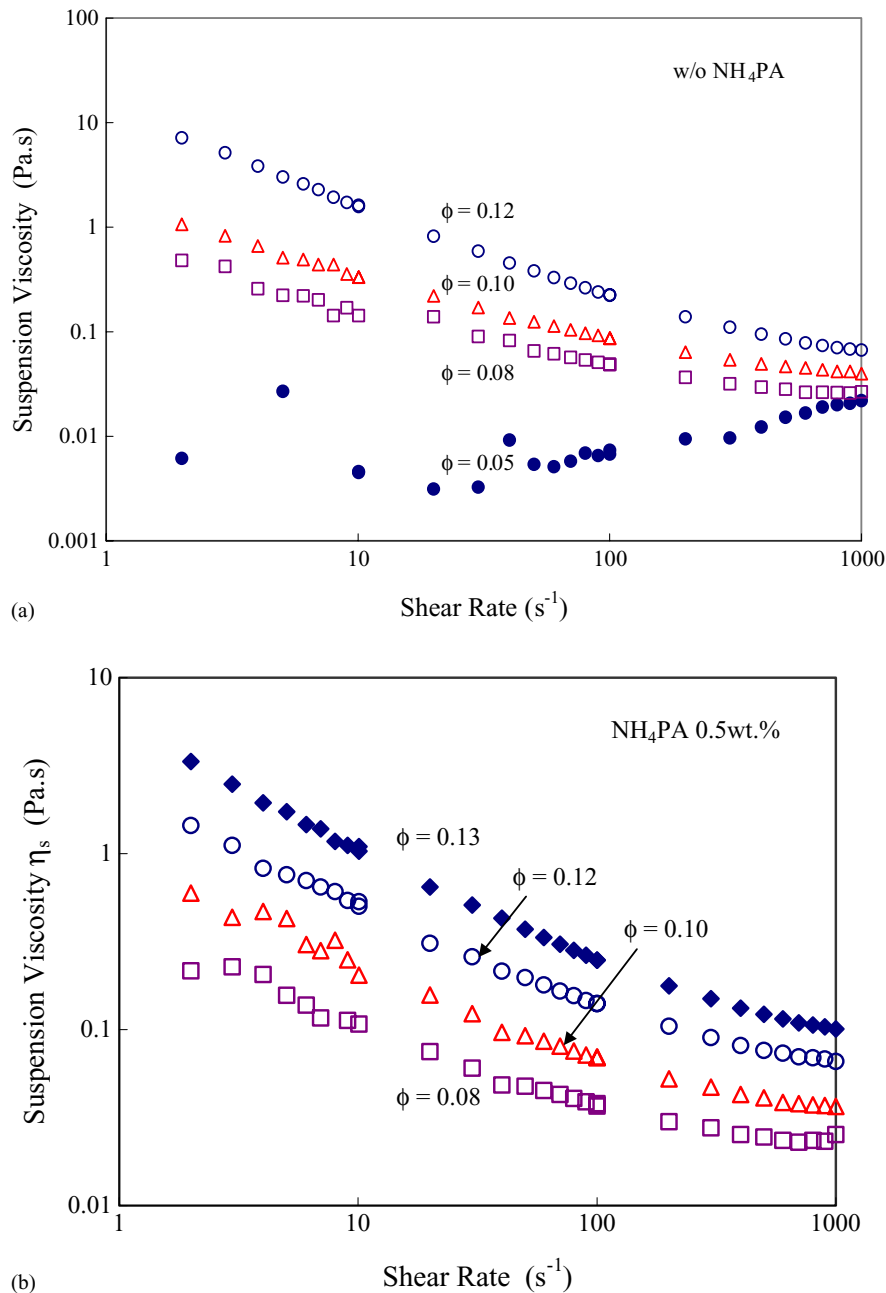 100
10
1
0.1
0.01
0.001
Suspension Viscosity (Pa.s)
w/o NH₄PA
ϕ = 0.12
ϕ = 0.10
ϕ = 0.08
ϕ = 0.05
1 10 100 1000
Shear Rate (s⁻¹)
(a)
10
1
0.1
0.01
Suspension Viscosity ηₛ (Pa.s)
NH₄PA 0.5wt.%
ϕ = 0.13
ϕ = 0.12
ϕ = 0.10
ϕ = 0.08
1 10 100 1000
Shear Rate (s⁻¹)
(b)